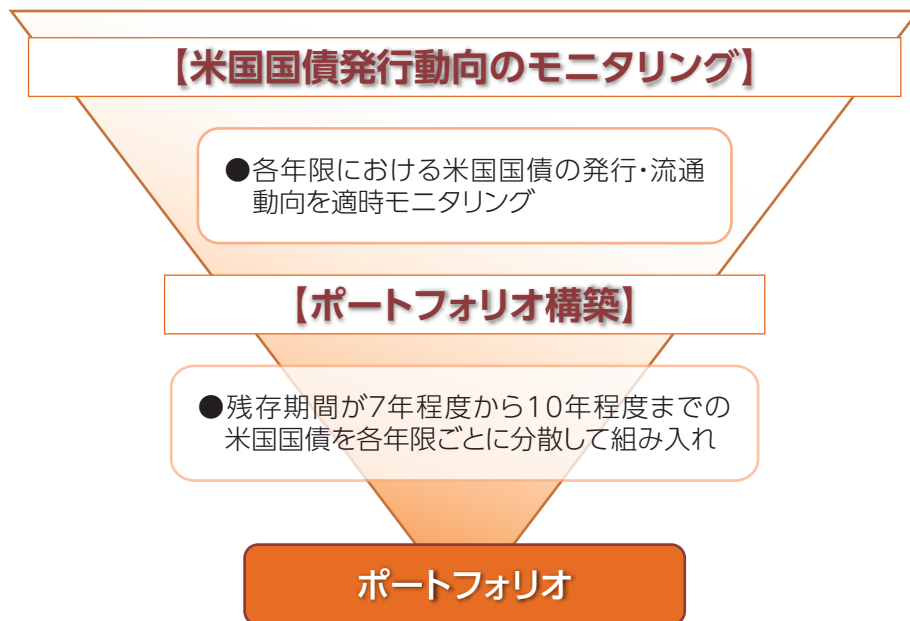 【米国国債発行動向のモニタリング】
●各年限における米国国債の発行・流通
動向を適時モニタリング
【ポートフォリオ構築】
●残存期間が7年程度から10年程度までの
米国国債を各年限ごとに分散して組み入れ
ポートフォリオ